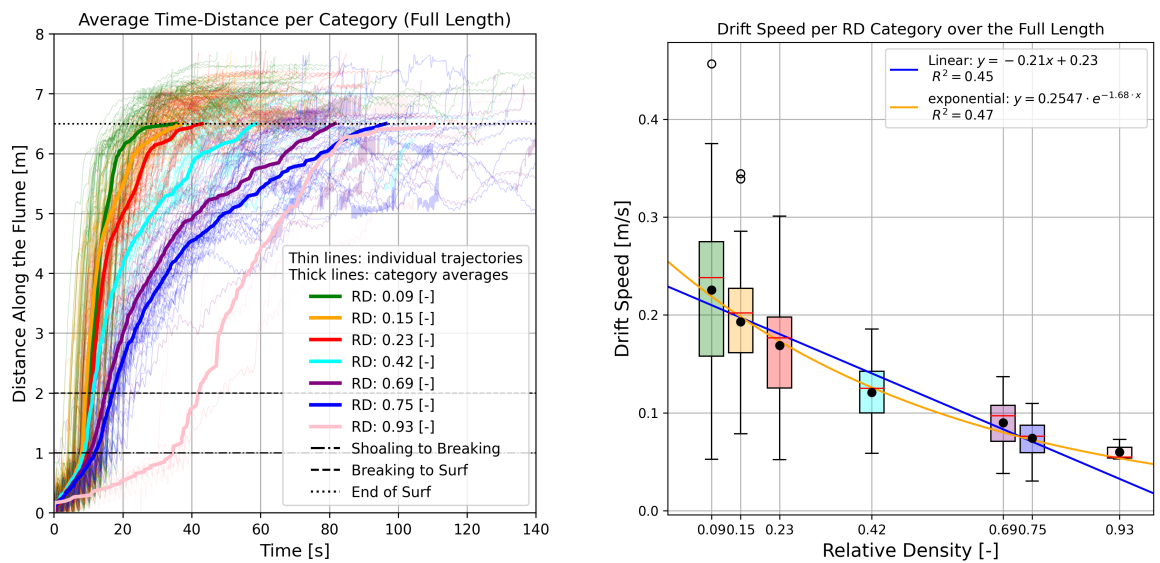 Average Time-Distance per Category (Full Length)
Distance Along the Flume [m]
8
7
6
5
4
3
2
1
0
0
20
40
60
80
100
120
140
Time [s]
Thin lines: individual trajectories
Thick lines: category averages
RD: 0.09 [-]
RD: 0.15 [-]
RD: 0.23 [-]
RD: 0.42 [-]
RD: 0.69 [-]
RD: 0.75 [-]
RD: 0.93 [-]
Shoaling to Breaking
Breaking to Surf
End of Surf
Drift Speed per RD Category over the Full Length
Drift Speed [m/s]
0.4
0.3
0.2
0.1
0.0
0.09
0.15
0.23
0.42
0.69
0.75
0.93
Relative Density [-]
Linear: y = −0.21x + 0.23
R² = 0.45
exponential: y = 0.2547 · e^{−1.68 · x}
R² = 0.47